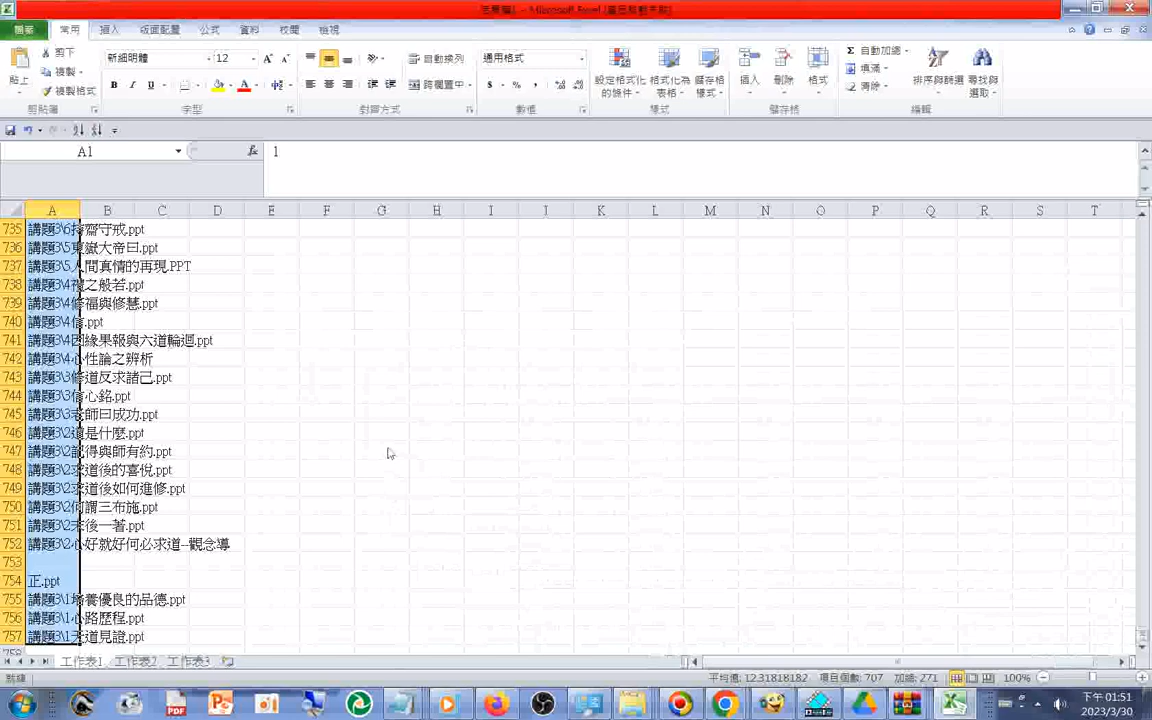 Microsoft Excel
檔案 常用 插入 版面配置 公式 資料 校閱 檢視
剪下
複製
複製格式
貼上
剪貼簿
新細明體 12
B I U
字型
自動換列
跨欄置中
對齊方式
通用格式
$ % ,
數值
設定格式化的條件
格式化為表格
儲存格樣式
樣式
插入 刪除 格式
儲存格
Σ 自動加總
填滿
清除
排序與篩選
尋找與選取
編輯
A1 fx 1
A B C D E F G H I J K L M N O P Q R S T
735 講題3\6持齋守戒.ppt
736 講題3\5東嶽大帝曰.ppt
737 講題3\5人間真情的再現.PPT
738 講題3\4禮之般若.ppt
739 講題3\4修福與修慧.ppt
740 講題3\4信.ppt
741 講題3\4因緣果報與六道輪迴.ppt
742 講題3\4心性論之辨析
743 講題3\3修道反求諸己.ppt
744 講題3\3信心銘.ppt
745 講題3\3老師曰成功.ppt
746 講題3\2道是什麼.ppt
747 講題3\2記得與師有約.ppt
748 講題3\2求道後的喜悅.ppt
749 講題3\2求道後如何進修.ppt
750 講題3\2何謂三布施.ppt
751 講題3\2末後一著.ppt
752 講題3\2心好就好何必求道--觀念導
753
754 正.ppt
755 講題3\1培養優良的品德.ppt
756 講題3\1心路歷程.ppt
757 講題3\1天道見證.ppt
工作表1 工作表2 工作表3
就緒 平均值: 12.31818182 項目個數: 707 加總: 271 100%
下午 01:51
2023/3/30